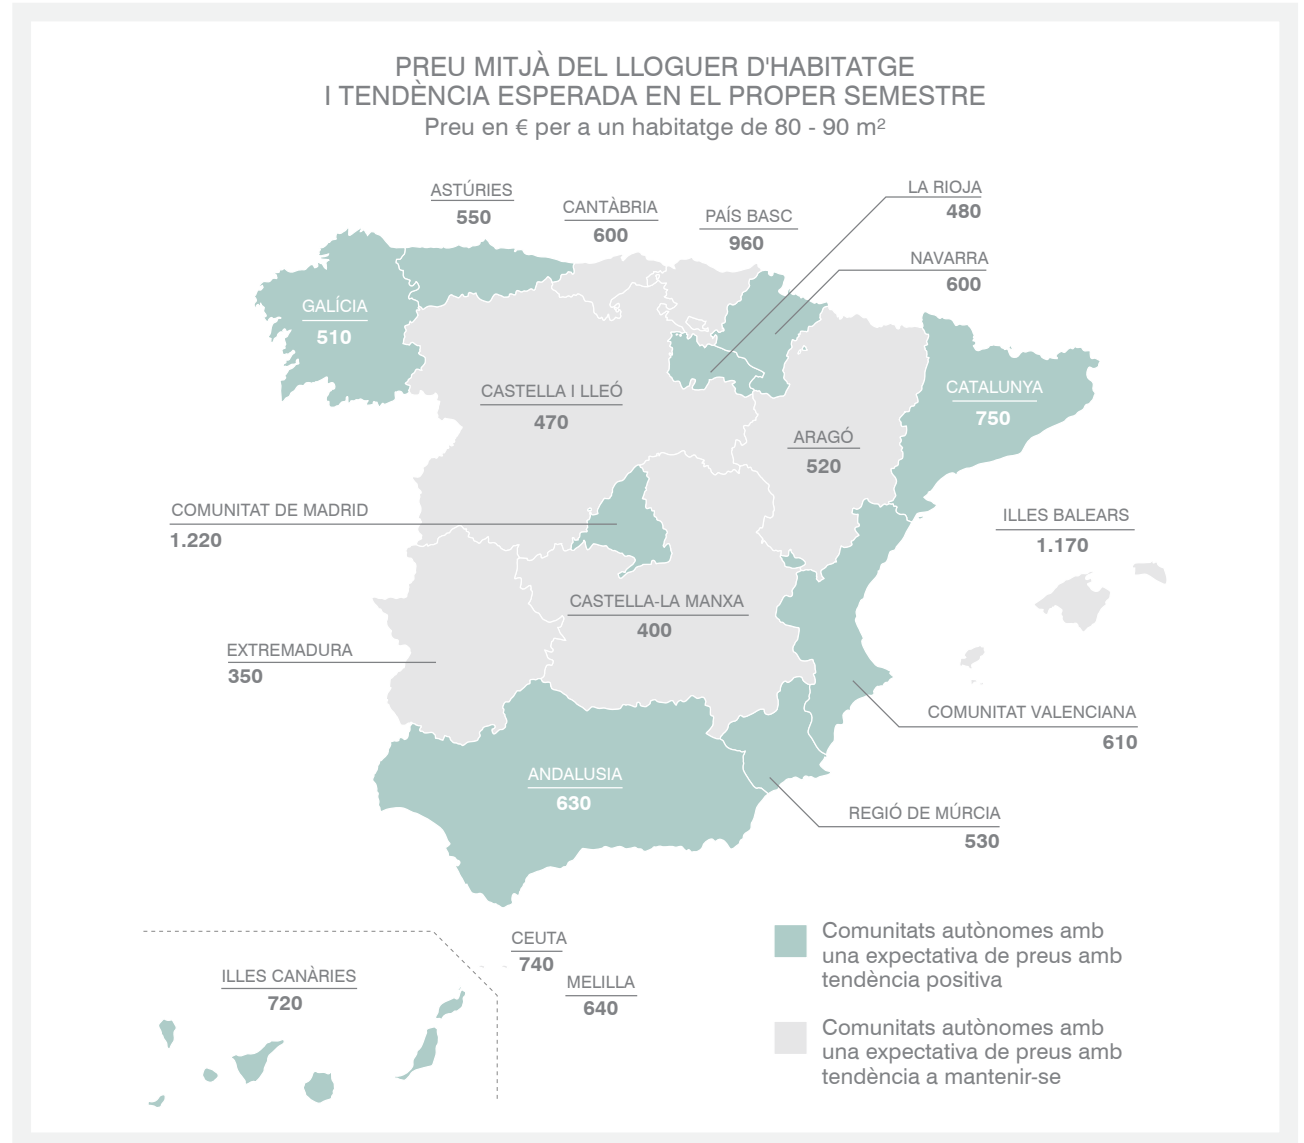 PREU MITJÀ DEL LLOGUER D'HABITATGE
I TENDÈNCIA ESPERADA EN EL PROPER SEMESTRE
Preu en € per a un habitatge de 80 - 90 m²
ASTÚRIES
550
CANTÀBRIA
600
PAÍS BASC
960
LA RIOJA
480
NAVARRA
600
GALÍCIA
510
CASTELLA I LLEÓ
470
CATALUNYA
750
ARAGÓ
520
COMUNITAT DE MADRID
1.220
ILLES BALEARS
1.170
CASTELLA-LA MANXA
400
EXTREMADURA
350
COMUNITAT VALENCIANA
610
ANDALUSIA
630
REGIÓ DE MÚRCIA
530
CEUTA
740
MELILLA
640
ILLES CANÀRIES
720
Comunitats autònomes amb
una expectativa de preus amb
tendència positiva
Comunitats autònomes amb
una expectativa de preus amb
tendència a mantenir-se